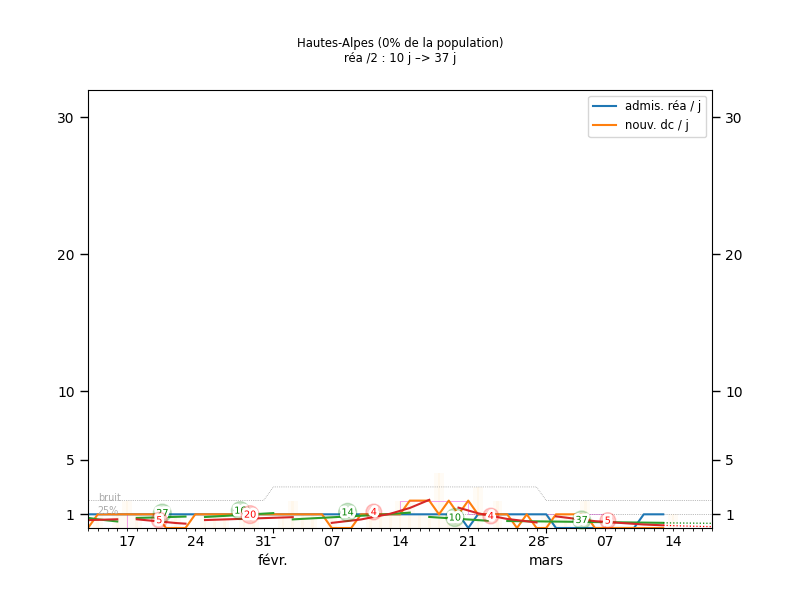 Hautes-Alpes (0% de la population)
réa /2 : 10 j –> 37 j
admis. réa / j
nouv. dc / j
30 30
20 20
10 10
5 5
1 1
bruit
25%
27 5 20 14 4 10 4 37 5
17 24 31 07 14 21 28 07 14
févr. mars